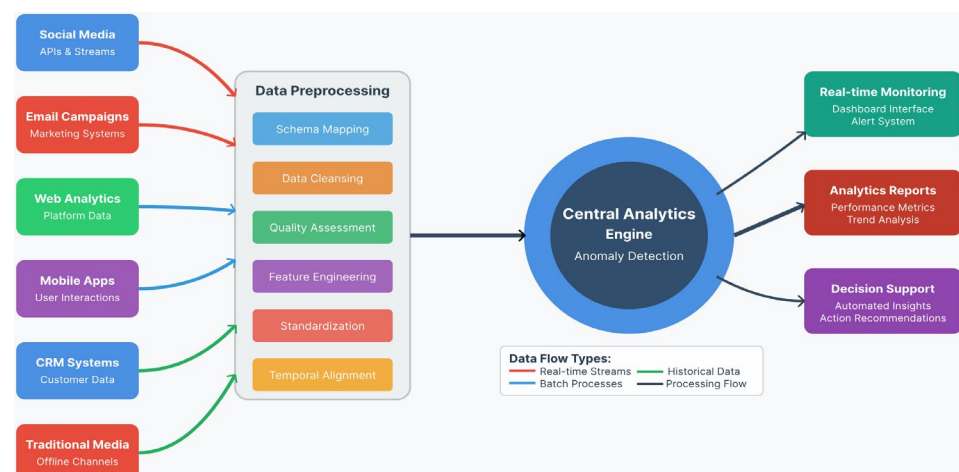 Social Media
APIs & Streams
Email Campaigns
Marketing Systems
Web Analytics
Platform Data
Mobile Apps
User Interactions
CRM Systems
Customer Data
Traditional Media
Offline Channels
Data Preprocessing
Schema Mapping
Data Cleansing
Quality Assessment
Feature Engineering
Standardization
Temporal Alignment
Central Analytics
Engine
Anomaly Detection
Real-time Monitoring
Dashboard Interface
Alert System
Analytics Reports
Performance Metrics
Trend Analysis
Decision Support
Automated Insights
Action Recommendations
Data Flow Types:
Real-time Streams
Historical Data
Batch Processes
Processing Flow